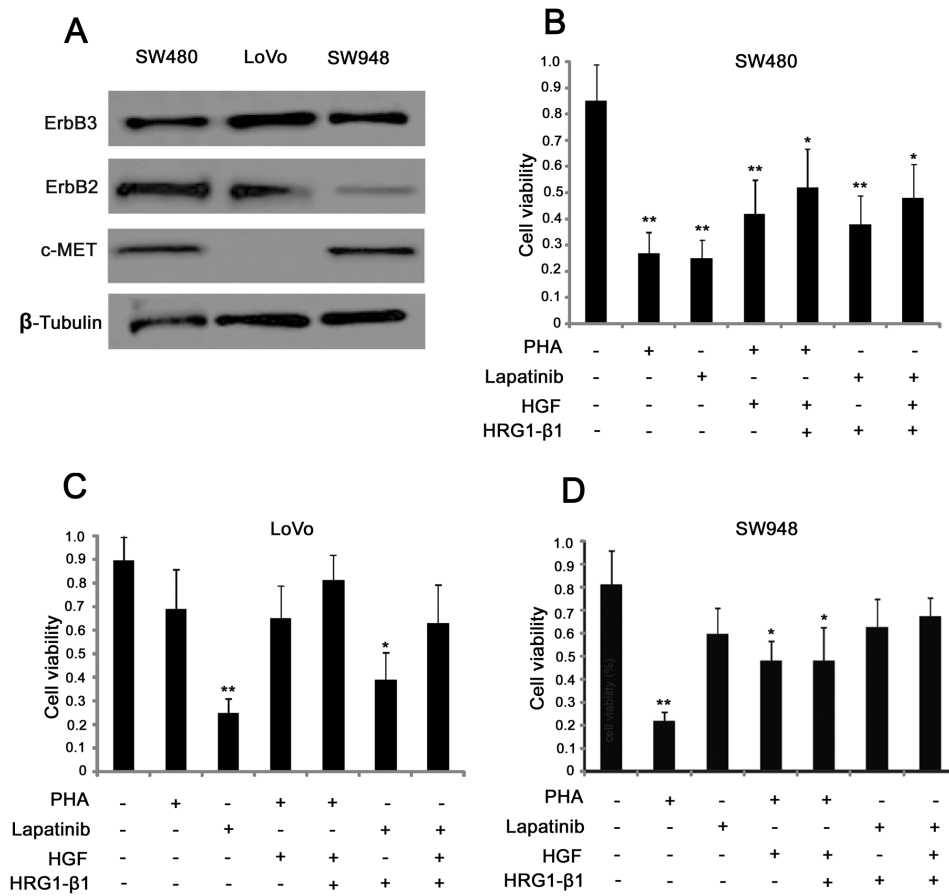 A
SW480 LoVo SW948
ErbB3
ErbB2
c-MET
β-Tubulin
B
SW480
Cell viability
1.0
0.9
0.8
0.7
0.6
0.5
0.4
0.3
0.2
0.1
0
** ** ** * ** *
PHA - + - + + - -
Lapatinib - - + - - + +
HGF - - - + + - +
HRG1-β1 - - - - + + +
C
LoVo
Cell viability
1.0
0.9
0.8
0.7
0.6
0.5
0.4
0.3
0.2
0.1
0
** *
PHA - + - + + - -
Lapatinib - - + - - + +
HGF - - - + + - +
HRG1-β1 - - - - + + +
D
SW948
Cell viability
1.0
0.9
0.8
0.7
0.6
0.5
0.4
0.3
0.2
0.1
0
cell viability (%)
** * *
PHA - + - + + - -
Lapatinib - - + - - + +
HGF - - - + + - +
HRG1-β1 - - - - + + +